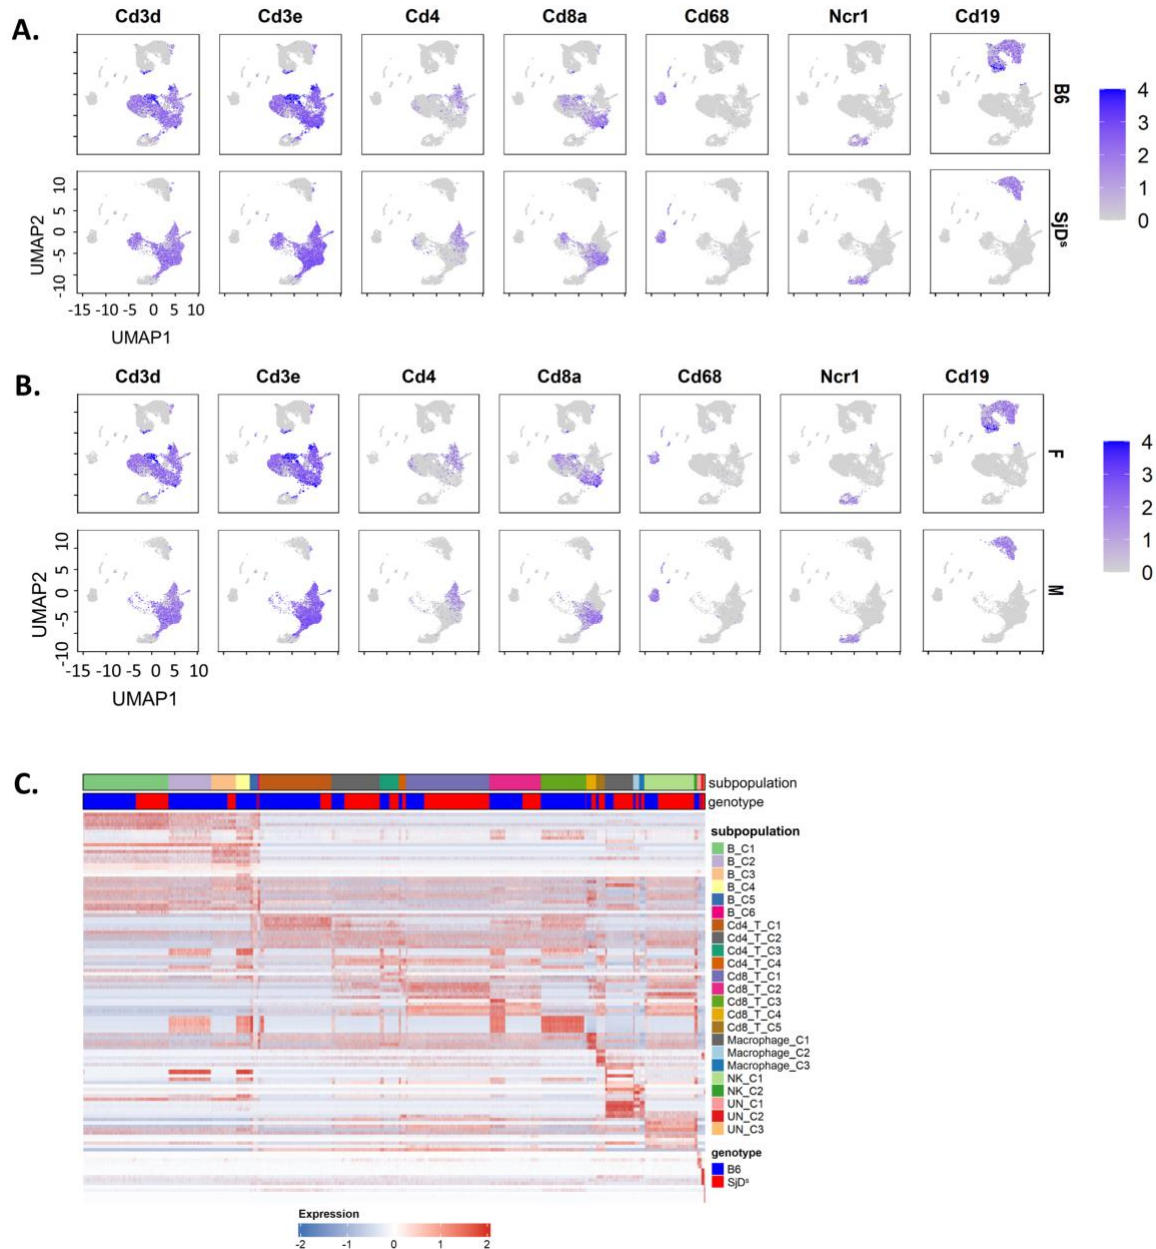 A.
Cd3d Cd3e Cd4 Cd8a Cd68 Ncr1 Cd19
B6
4
3
2
1
0
SjDˢ
10
5
0
-5
-10
UMAP2
-15 -10 -5 0 5 10
UMAP1
B.
Cd3d Cd3e Cd4 Cd8a Cd68 Ncr1 Cd19
F
4
3
2
1
0
M
10
5
0
-5
-10
UMAP2
-15 -10 -5 0 5 10
UMAP1
C.
subpopulation
genotype
subpopulation
B_C1
B_C2
B_C3
B_C4
B_C5
B_C6
Cd4_T_C1
Cd4_T_C2
Cd4_T_C3
Cd4_T_C4
Cd8_T_C1
Cd8_T_C2
Cd8_T_C3
Cd8_T_C4
Cd8_T_C5
Macrophage_C1
Macrophage_C2
Macrophage_C3
NK_C1
NK_C2
UN_C1
UN_C2
UN_C3
genotype
B6
SjDˢ
Expression
-2 -1 0 1 2